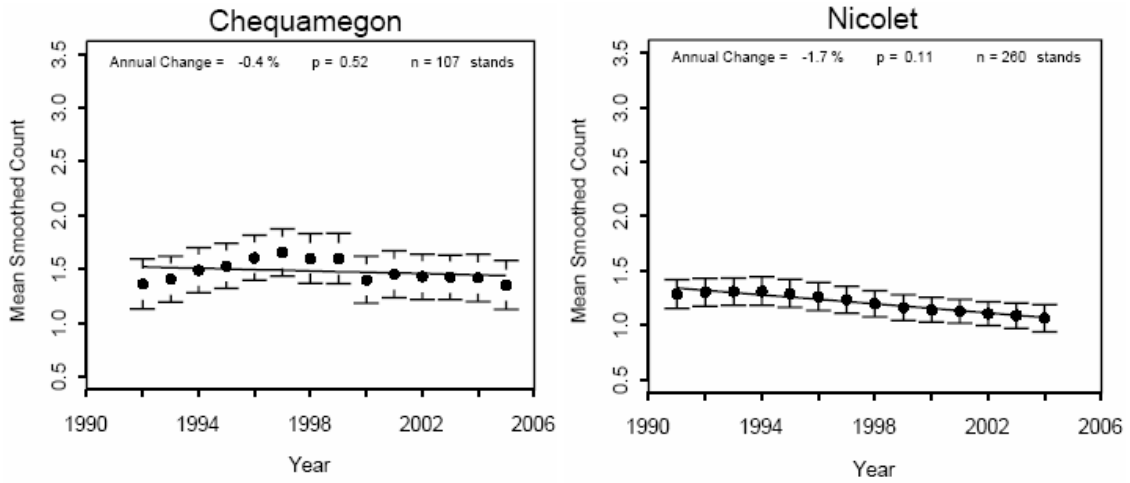 Chequamegon
Annual Change = -0.4 % p = 0.52 n = 107 stands
Mean Smoothed Count
3.5
3.0
2.5
2.0
1.5
1.0
0.5
1990 1994 1998 2002 2006
Year
Nicolet
Annual Change = -1.7 % p = 0.11 n = 260 stands
Mean Smoothed Count
3.5
3.0
2.5
2.0
1.5
1.0
0.5
1990 1994 1998 2002 2006
Year